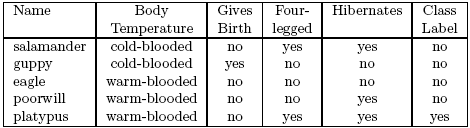 Name Body Gives Four- Hibernates Class
Temperature Birth legged Label
salamander cold-blooded no yes yes no
guppy cold-blooded yes no no no
eagle warm-blooded no no no no
poorwill warm-blooded no no yes no
platypus warm-blooded no yes yes yes